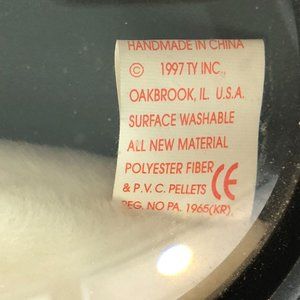 HANDMADE IN CHINA
© 1997 TY INC.,
OAKBROOK, IL. U.S.A.
SURFACE WASHABLE
ALL NEW MATERIAL
POLYESTER FIBER
& P.V.C. PELLETS CE
REG. NO PA. 1965(KR)